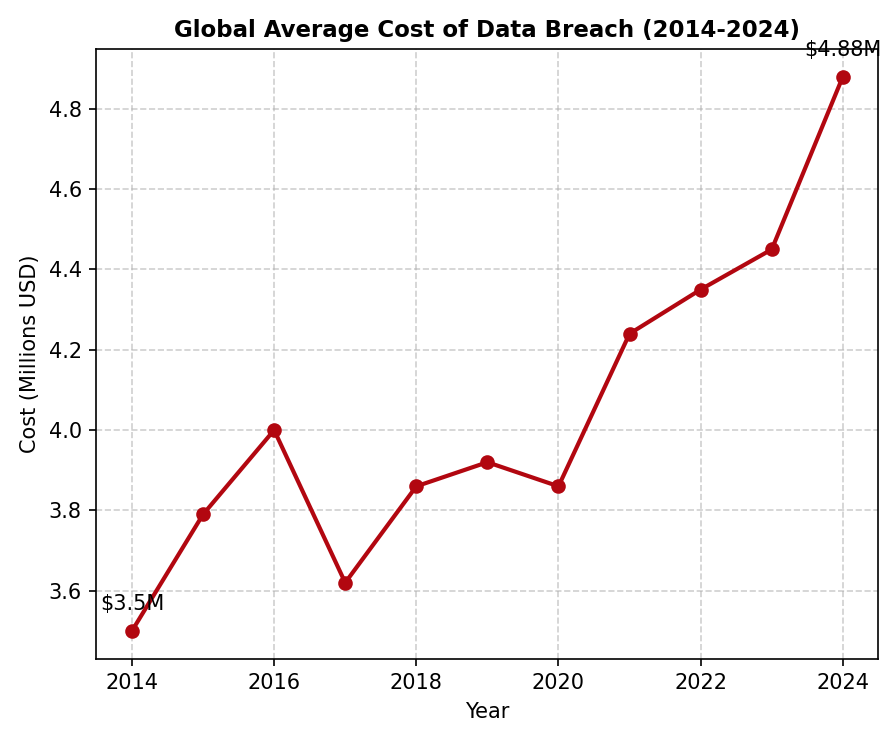 Global Average Cost of Data Breach (2014-2024)
$4.88M
4.8
4.6
4.4
4.2
4.0
3.8
3.6
Cost (Millions USD)
$3.5M
2014 2016 2018 2020 2022 2024
Year